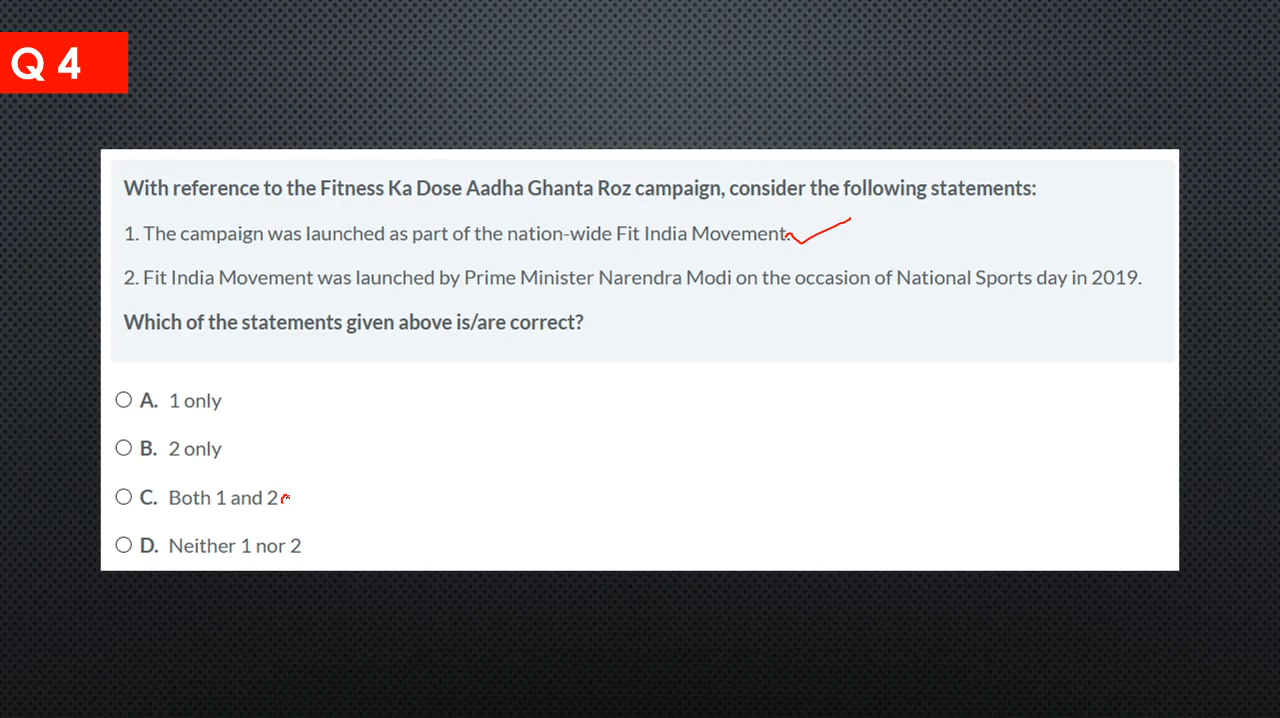 Q 4
With reference to the Fitness Ka Dose Aadha Ghanta Roz campaign, consider the following statements:
1. The campaign was launched as part of the nation-wide Fit India Movement.
2. Fit India Movement was launched by Prime Minister Narendra Modi on the occasion of National Sports day in 2019.
Which of the statements given above is/are correct?
A. 1 only
B. 2 only
C. Both 1 and 2
D. Neither 1 nor 2